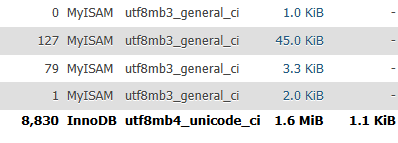 0 MyISAM utf8mb3_general_ci 1.0 KiB -
127 MyISAM utf8mb3_general_ci 45.0 KiB -
79 MyISAM utf8mb3_general_ci 3.3 KiB -
1 MyISAM utf8mb3_general_ci 2.0 KiB -
8,830 InnoDB utf8mb4_unicode_ci 1.6 MiB 1.1 KiB